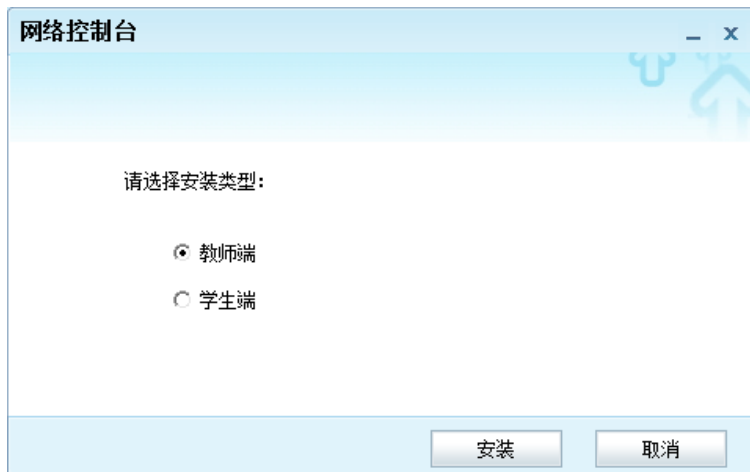 网络控制台
请选择安装类型:
教师端
学生端
安装 取消